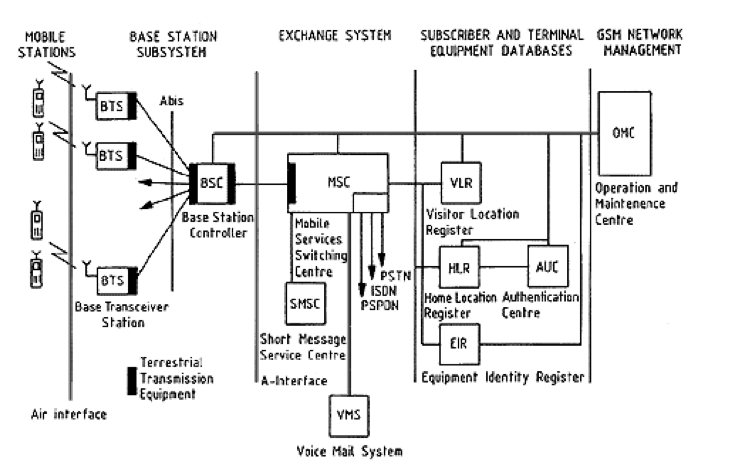 MOBILE
STATIONS
BASE STATION
SUBSYSTEM
EXCHANGE SYSTEM
SUBSCRIBER AND TERMINAL
EQUIPMENT DATABASES
GSM NETWORK
MANAGEMENT
BTS
Abis
BTS
BSC
Base Station
Controller
MSC
Mobile
Services
Switching
Centre
VLR
Visitor Location
Register
OMC
Operation and
Maintenence
Centre
PSTN
ISDN
PSPDN
HLR
Home Location
Register
AUC
Authentication
Centre
BTS
Base Transceiver
Station
SMSC
Short Message
Service Centre
EIR
Equipment Identity Register
Terrestrial
Transmission
Equipment
A-Interface
Air interface
VMS
Voice Mail System